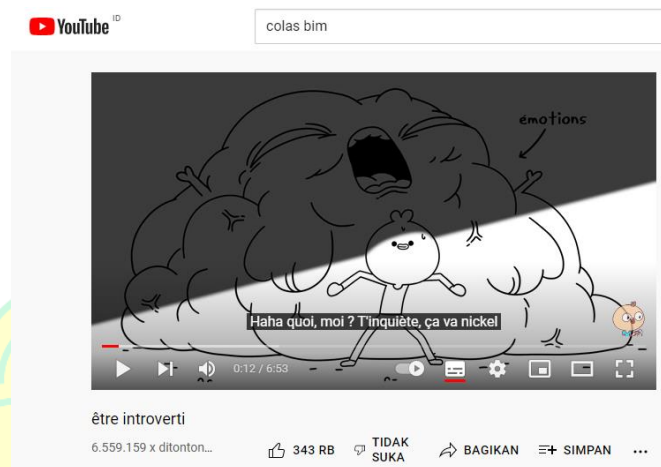 YouTube ID
colas bim
émotions
Haha quoi, moi ? T'inquiète, ça va nickel
0:12 / 6:53
être introverti
6.559.159 x ditonton...
343 RB
TIDAK
SUKA
BAGIKAN
SIMPAN